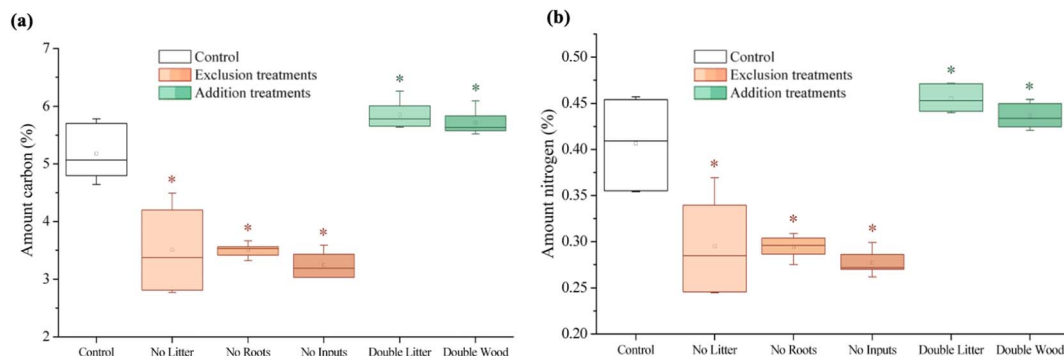 (a)
Amount carbon (%)
7
6
5
4
3
2
Control
Exclusion treatments
Addition treatments
*
*
*
*
*
Control
No Litter
No Roots
No Inputs
Double Litter
Double Wood
(b)
Amount nitrogen (%)
0.50
0.45
0.40
0.35
0.30
0.25
0.20
Control
Exclusion treatments
Addition treatments
*
*
*
*
*
Control
No Litter
No Roots
No Inputs
Double Litter
Double Wood